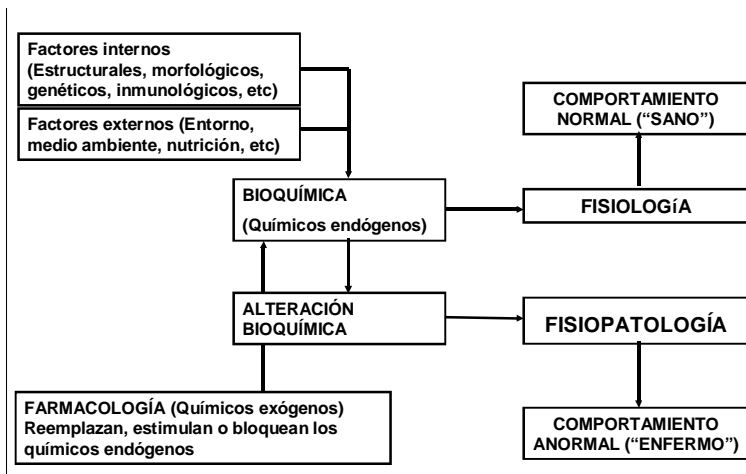 Factores internos
(Estructurales, morfológicos,
genéticos, inmunológicos, etc)
Factores externos (Entorno,
medio ambiente, nutrición, etc)
COMPORTAMIENTO
NORMAL (“SANO”)
BIOQUÍMICA
(Químicos endógenos)
FISIOLOGíA
ALTERACIÓN
BIOQUÍMICA
FISIOPATOLOGÍA
FARMACOLOGÍA (Químicos exógenos)
Reemplazan, estimulan o bloquean los
químicos endógenos
COMPORTAMIENTO
ANORMAL (“ENFERMO”)